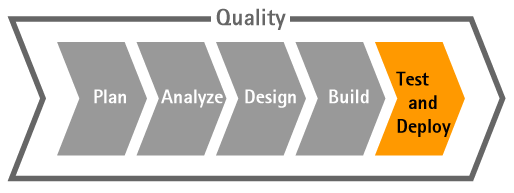 Quality
Plan
Analyze
Design
Build
Test
and
Deploy